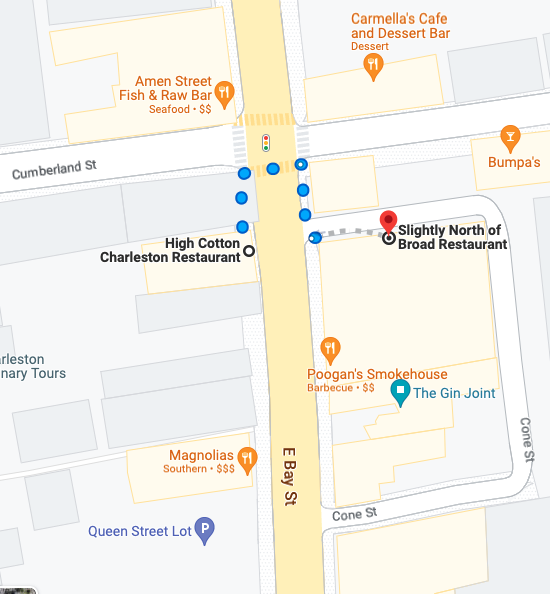 Carmella's Cafe
and Dessert Bar
Dessert
Amen Street
Fish & Raw Bar
Seafood • $$
Cumberland St
Bumpa's
High Cotton
Charleston Restaurant
Slightly North of
Broad Restaurant
arleston
nary Tours
Poogan's Smokehouse
Barbecue • $$
The Gin Joint
Magnolias
Southern • $$$
E Bay St
Cone St
Queen Street Lot
P
Cone St